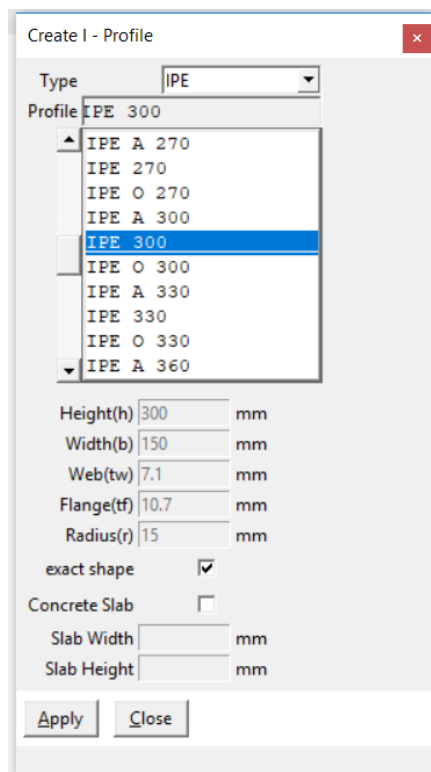 Create I - Profile
Type IPE
Profile IPE 300
IPE A 270
IPE 270
IPE O 270
IPE A 300
IPE 300
IPE O 300
IPE A 330
IPE 330
IPE O 330
IPE A 360
Height(h) 300 mm
Width(b) 150 mm
Web(tw) 7.1 mm
Flange(tf) 10.7 mm
Radius(r) 15 mm
exact shape
Concrete Slab
Slab Width mm
Slab Height mm
Apply Close